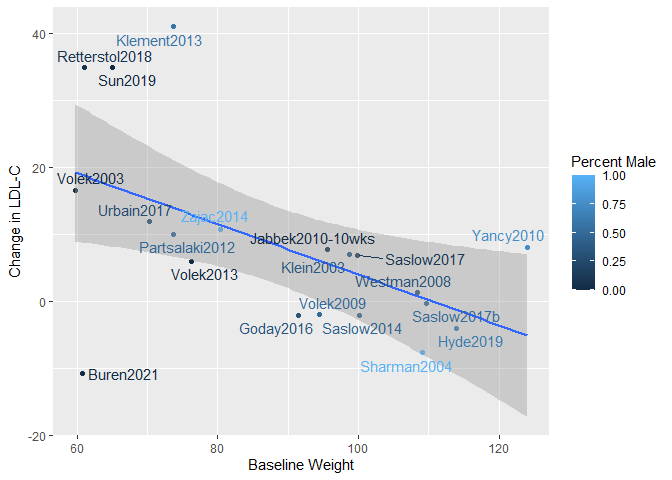 40
20
0
-20
Change in LDL-C
60
80
100
120
Baseline Weight
Klement2013
Retterstol2018
Sun2019
Volek2003
Urbain2017
Zajac2014
Partsalaki2012
Volek2013
Jabbek2010-10wks
Klein2003
Saslow2017
Yancy2010
Westman2008
Volek2009
Goday2016
Saslow2014
Saslow2017b
Hyde2019
Sharman2004
Buren2021
Percent Male
1.00
0.75
0.50
0.25
0.00